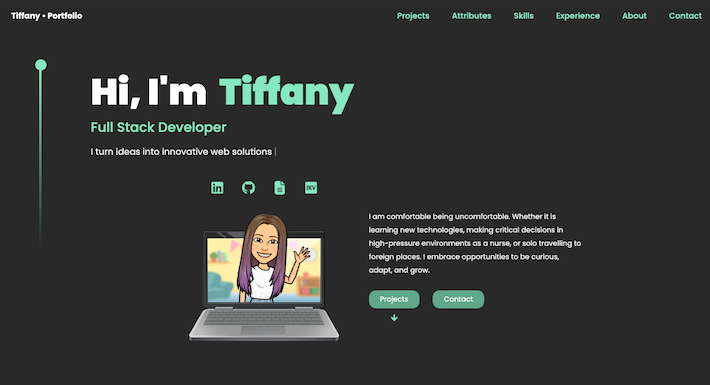 Tiffany • Portfolio
Projects Attributes Skills Experience About Contact
Hi, I'm Tiffany
Full Stack Developer
I turn ideas into innovative web solutions |
DEV
I am comfortable being uncomfortable. Whether it is
learning new technologies, making critical decisions in
high-pressure environments as a nurse, or solo travelling to
foreign places. I embrace opportunities to be curious,
adapt, and grow.
Projects Contact